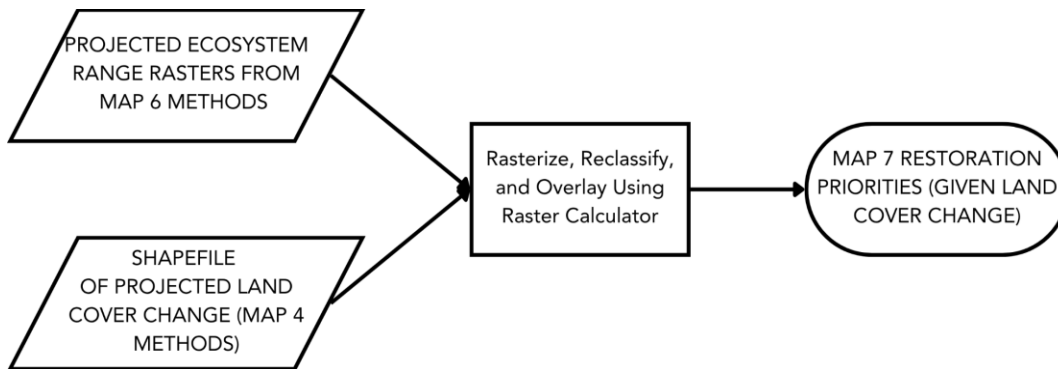 PROJECTED ECOSYSTEM
RANGE RASTERS FROM
MAP 6 METHODS
SHAPEFILE
OF PROJECTED LAND
COVER CHANGE (MAP 4
METHODS)
Rasterize, Reclassify,
and Overlay Using
Raster Calculator
MAP 7 RESTORATION
PRIORITIES (GIVEN LAND
COVER CHANGE)